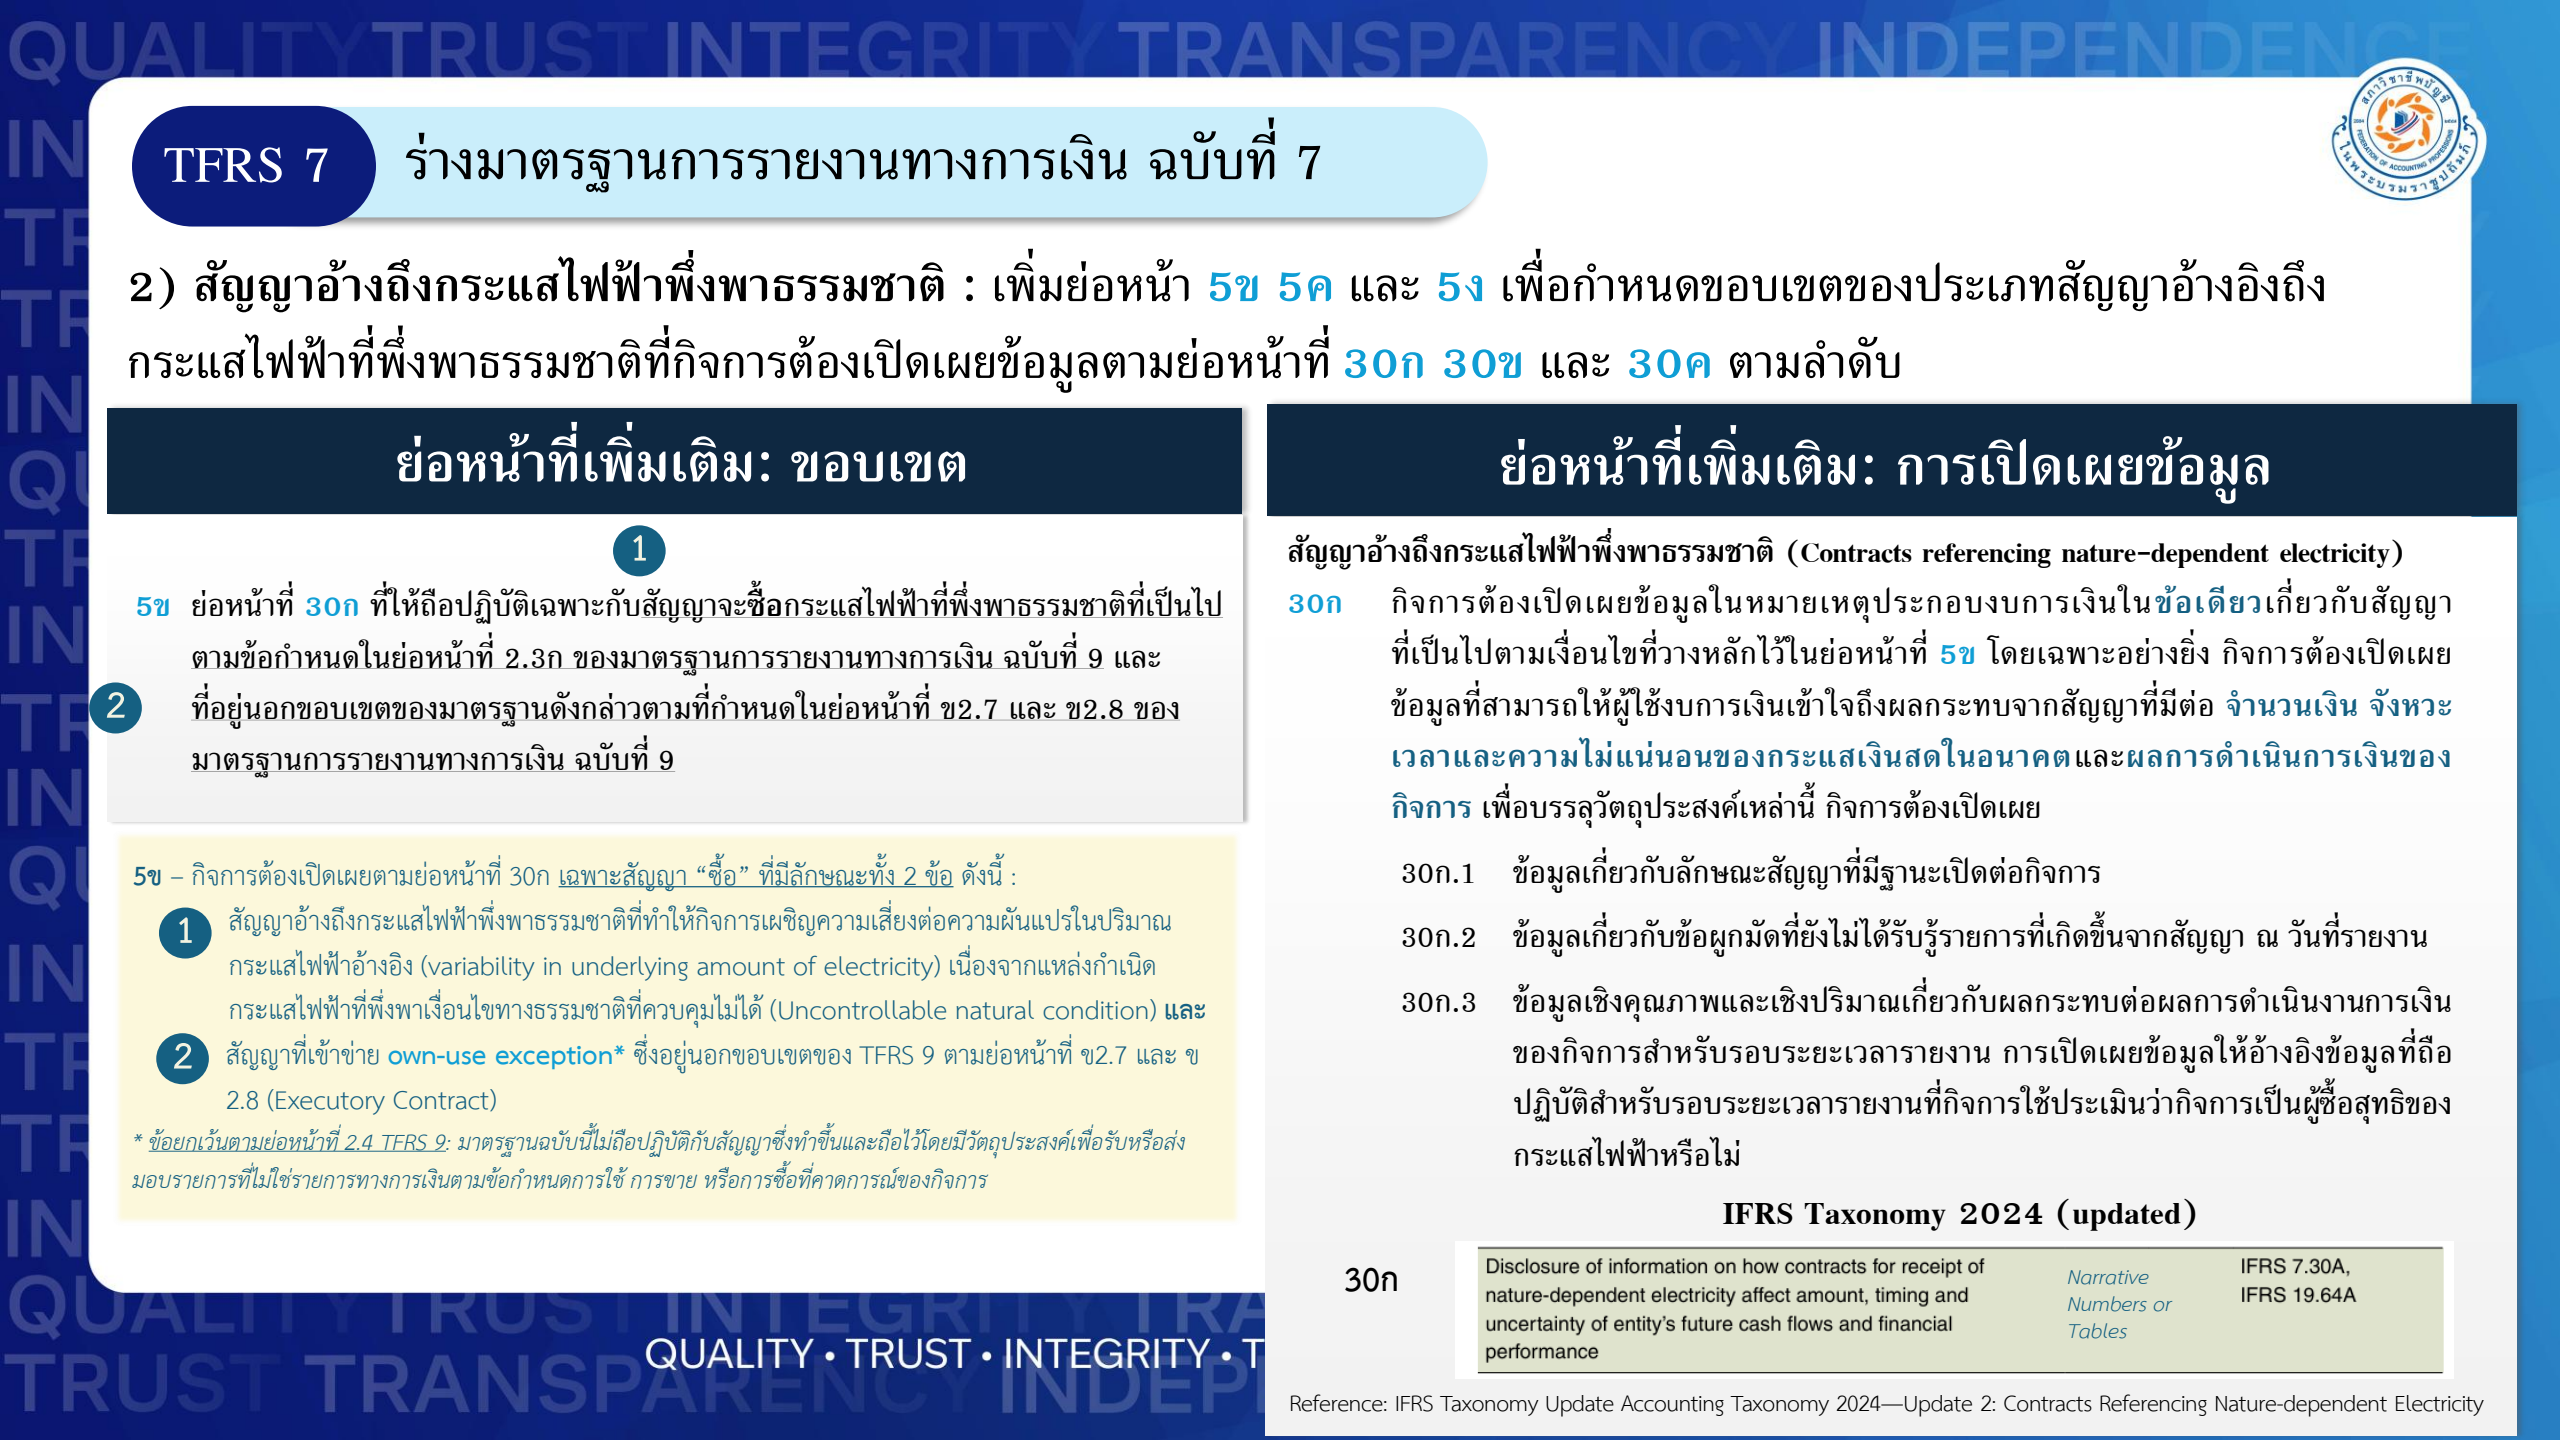 QUALITY TRUST INTEGRITY TRANSPARENCY INDEPENDENCE
TFRS 7
ร่างมาตรฐานการรายงานทางการเงิน ฉบับที่ 7
สภาวิชาชีพบัญชี
FEDERATION OF ACCOUNTING PROFESSIONS
ในพระบรมราชูปถัมภ์
2) สัญญาอ้างถึงกระแสไฟฟ้าพึ่งพาธรรมชาติ : เพิ่มย่อหน้า 5ข 5ค และ 5ง เพื่อกำหนดขอบเขตของประเภทสัญญาอ้างอิงถึง
กระแสไฟฟ้าที่พึ่งพาธรรมชาติที่กิจการต้องเปิดเผยข้อมูลตามย่อหน้าที่ 30ก 30ข และ 30ค ตามลำดับ
ย่อหน้าที่เพิ่มเติม: ขอบเขต
1
5ข ย่อหน้าที่ 30ก ที่ให้ถือปฏิบัติเฉพาะกับสัญญาจะซื้อกระแสไฟฟ้าที่พึ่งพาธรรมชาติที่เป็นไป
ตามข้อกำหนดในย่อหน้าที่ 2.3ก ของมาตรฐานการรายงานทางการเงิน ฉบับที่ 9 และ
2
ที่อยู่นอกขอบเขตของมาตรฐานดังกล่าวตามที่กำหนดในย่อหน้าที่ ข2.7 และ ข2.8 ของ
มาตรฐานการรายงานทางการเงิน ฉบับที่ 9
5ข – กิจการต้องเปิดเผยตามย่อหน้าที่ 30ก เฉพาะสัญญา “ซื้อ” ที่มีลักษณะทั้ง 2 ข้อ ดังนี้ :
1 สัญญาอ้างถึงกระแสไฟฟ้าพึ่งพาธรรมชาติที่ทำให้กิจการเผชิญความเสี่ยงต่อความผันแปรในปริมาณ
กระแสไฟฟ้าอ้างอิง (variability in underlying amount of electricity) เนื่องจากแหล่งกำเนิด
กระแสไฟฟ้าที่พึ่งพาเงื่อนไขทางธรรมชาติที่ควบคุมไม่ได้ (Uncontrollable natural condition) และ
2 สัญญาที่เข้าข่าย own-use exception* ซึ่งอยู่นอกขอบเขตของ TFRS 9 ตามย่อหน้าที่ ข2.7 และ ข
2.8 (Executory Contract)
* ข้อยกเว้นตามย่อหน้าที่ 2.4 TFRS 9: มาตรฐานฉบับนี้ไม่ถือปฏิบัติกับสัญญาซึ่งทำขึ้นและถือไว้โดยมีวัตถุประสงค์เพื่อรับหรือส่ง
มอบรายการที่ไม่ใช่รายการทางการเงินตามข้อกำหนดการใช้ การขาย หรือการซื้อที่คาดการณ์ของกิจการ
ย่อหน้าที่เพิ่มเติม: การเปิดเผยข้อมูล
สัญญาอ้างถึงกระแสไฟฟ้าพึ่งพาธรรมชาติ (Contracts referencing nature-dependent electricity)
30ก กิจการต้องเปิดเผยข้อมูลในหมายเหตุประกอบงบการเงินในข้อเดียวเกี่ยวกับสัญญา
ที่เป็นไปตามเงื่อนไขที่วางหลักไว้ในย่อหน้าที่ 5ข โดยเฉพาะอย่างยิ่ง กิจการต้องเปิดเผย
ข้อมูลที่สามารถให้ผู้ใช้งบการเงินเข้าใจถึงผลกระทบจากสัญญาที่มีต่อ จำนวนเงิน จังหวะ
เวลาและความไม่แน่นอนของกระแสเงินสดในอนาคตและผลการดำเนินการเงินของ
กิจการ เพื่อบรรลุวัตถุประสงค์เหล่านี้ กิจการต้องเปิดเผย
30ก.1 ข้อมูลเกี่ยวกับลักษณะสัญญาที่มีฐานะเปิดต่อกิจการ
30ก.2 ข้อมูลเกี่ยวกับข้อผูกมัดที่ยังไม่ได้รับรู้รายการที่เกิดขึ้นจากสัญญา ณ วันที่รายงาน
30ก.3 ข้อมูลเชิงคุณภาพและเชิงปริมาณเกี่ยวกับผลกระทบต่อผลการดำเนินงานการเงิน
ของกิจการสำหรับรอบระยะเวลารายงาน การเปิดเผยข้อมูลให้อ้างอิงข้อมูลที่ถือ
ปฏิบัติสำหรับรอบระยะเวลารายงานที่กิจการใช้ประเมินว่ากิจการเป็นผู้ซื้อสุทธิของ
กระแสไฟฟ้าหรือไม่
IFRS Taxonomy 2024 (updated)
30ก
Disclosure of information on how contracts for receipt of
nature-dependent electricity affect amount, timing and
uncertainty of entity’s future cash flows and financial
performance
Narrative
Numbers or
Tables
IFRS 7.30A,
IFRS 19.64A
Reference: IFRS Taxonomy Update Accounting Taxonomy 2024—Update 2: Contracts Referencing Nature-dependent Electricity
QUALITY • TRUST • INTEGRITY • T
QUALITY TRUST INTEGRITY TRA
TRUST TRANSPARENCY INDEP